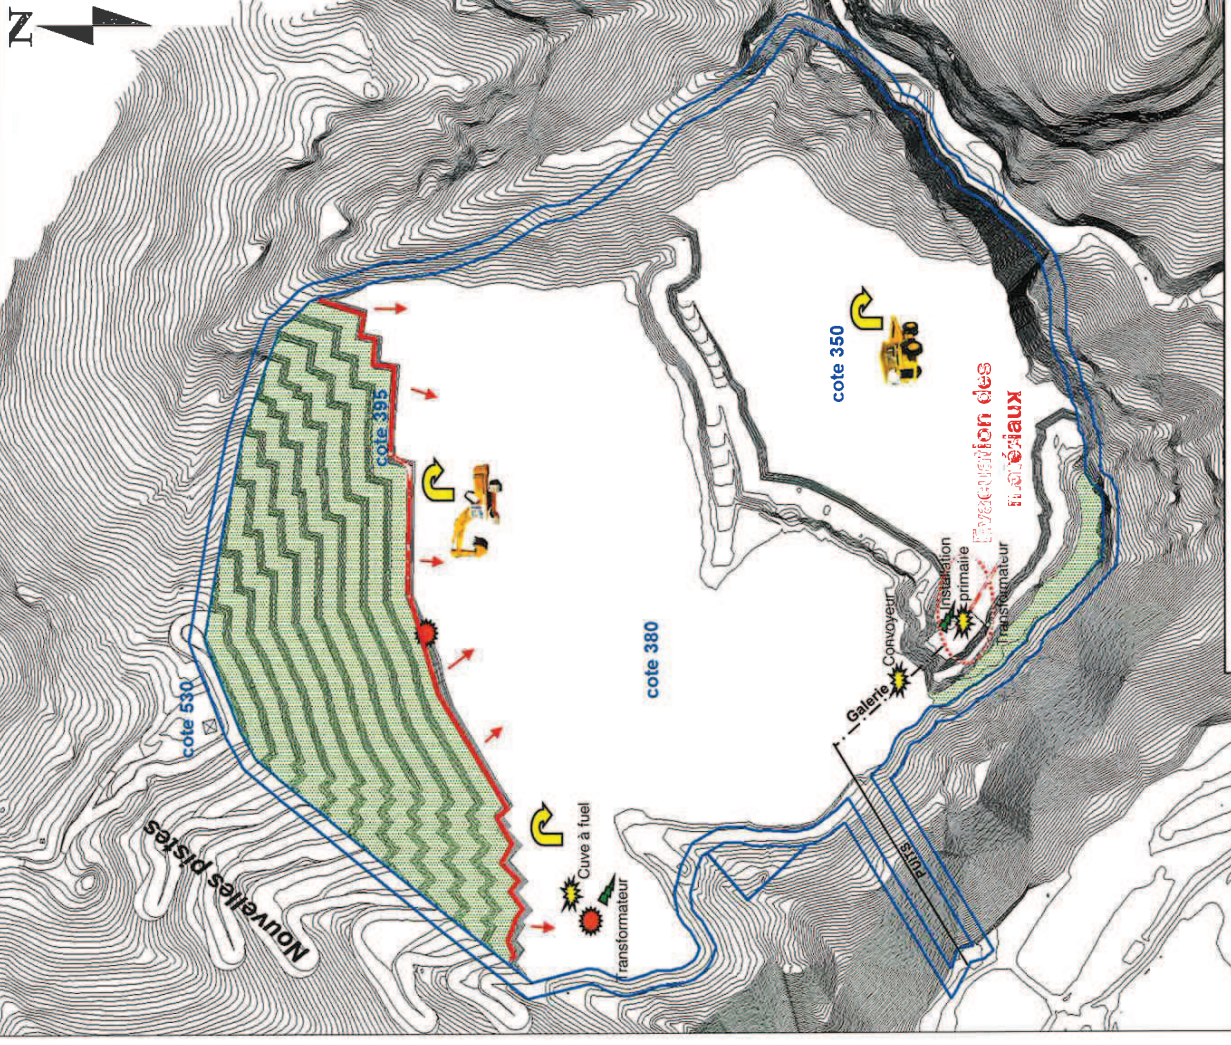 N
cote 530
Nouvelles pistes
cote 395
cote 350
cote 380
Evacuation des
matériaux
Installation
primaire
Transformateur
Convoyeur
Galerie
PUITS
Cuve à fuel
Transformateur